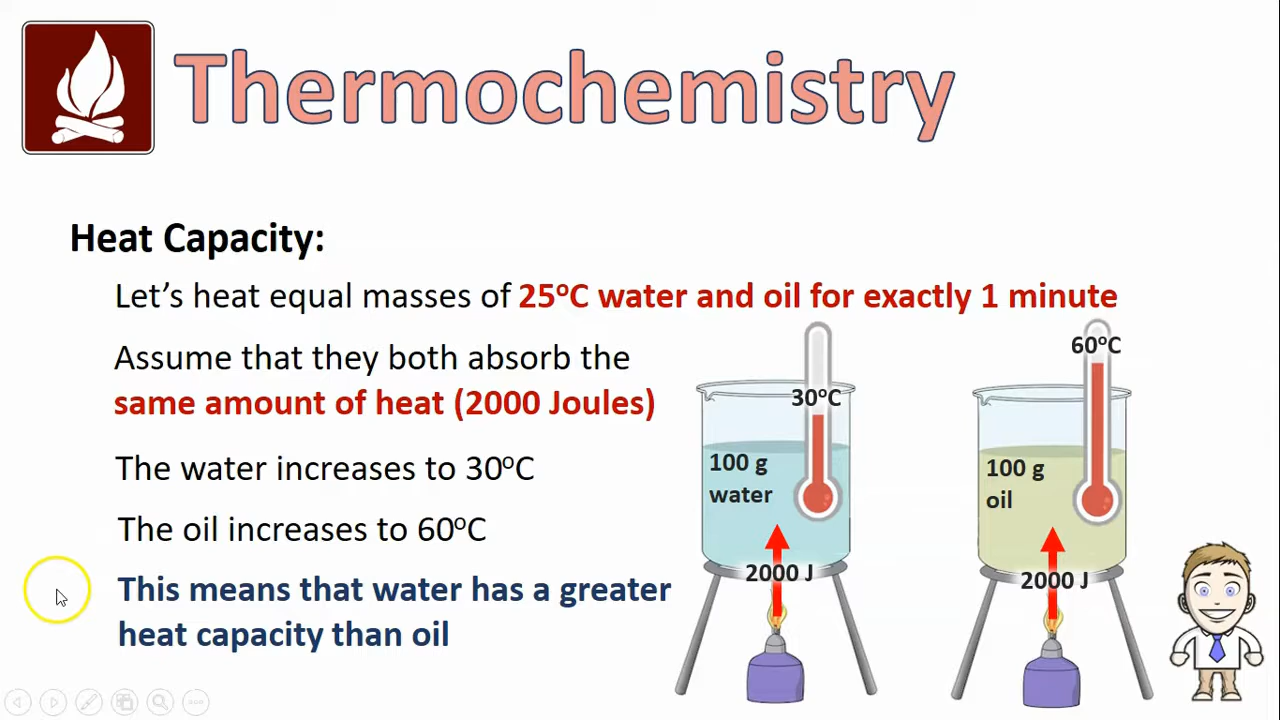 Thermochemistry
Heat Capacity:
Let's heat equal masses of 25ºC water and oil for exactly 1 minute
Assume that they both absorb the
same amount of heat (2000 Joules)
The water increases to 30ºC
The oil increases to 60ºC
This means that water has a greater
heat capacity than oil
30ºC
100 g
water
2000 J
60ºC
100 g
oil
2000 J